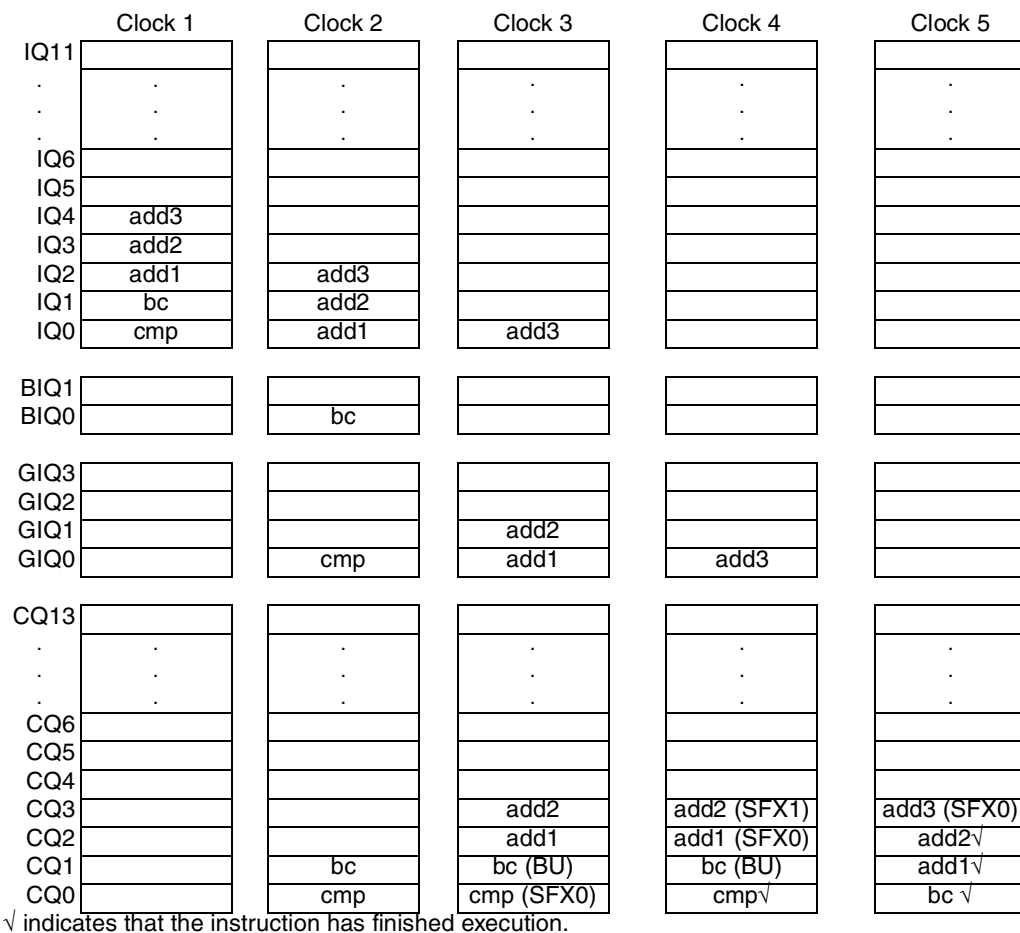 Clock 1 Clock 2 Clock 3 Clock 4 Clock 5
IQ11
. . . . . .
. . . . . .
. . . . . .
IQ6
IQ5
IQ4 add3
IQ3 add2
IQ2 add1 add3
IQ1 bc add2
IQ0 cmp add1 add3
BIQ1
BIQ0 bc
GIQ3
GIQ2
GIQ1 add2
GIQ0 cmp add1 add3
CQ13
. . . . . .
. . . . . .
. . . . . .
CQ6
CQ5
CQ4
CQ3 add2 add2 (SFX1) add3 (SFX0)
CQ2 add1 add1 (SFX0) add2√
CQ1 bc bc (BU) bc (BU) add1√
CQ0 cmp cmp (SFX0) cmp√ bc √
√ indicates that the instruction has finished execution.